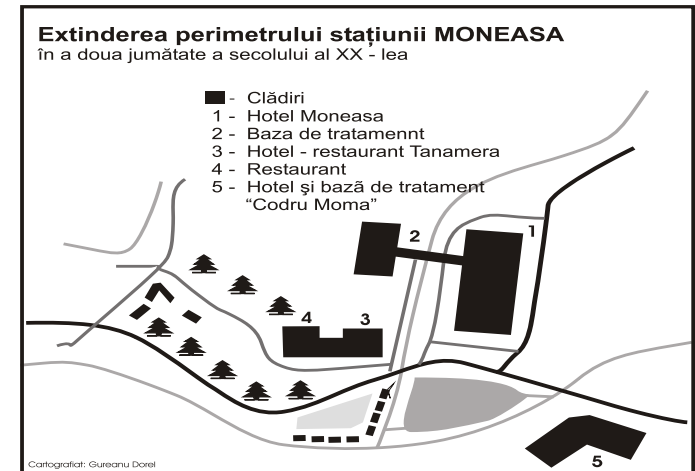 Extinderea perimetrului stațiunii MONEASA
în a doua jumătate a secolului al XX - lea
- Clădiri
1 - Hotel Moneasa
2 - Baza de tratamennt
3 - Hotel - restaurant Tanamera
4 - Restaurant
5 - Hotel şi bază de tratament
“Codru Moma”
2
1
4
3
5
Cartografiat: Gureanu Dorel